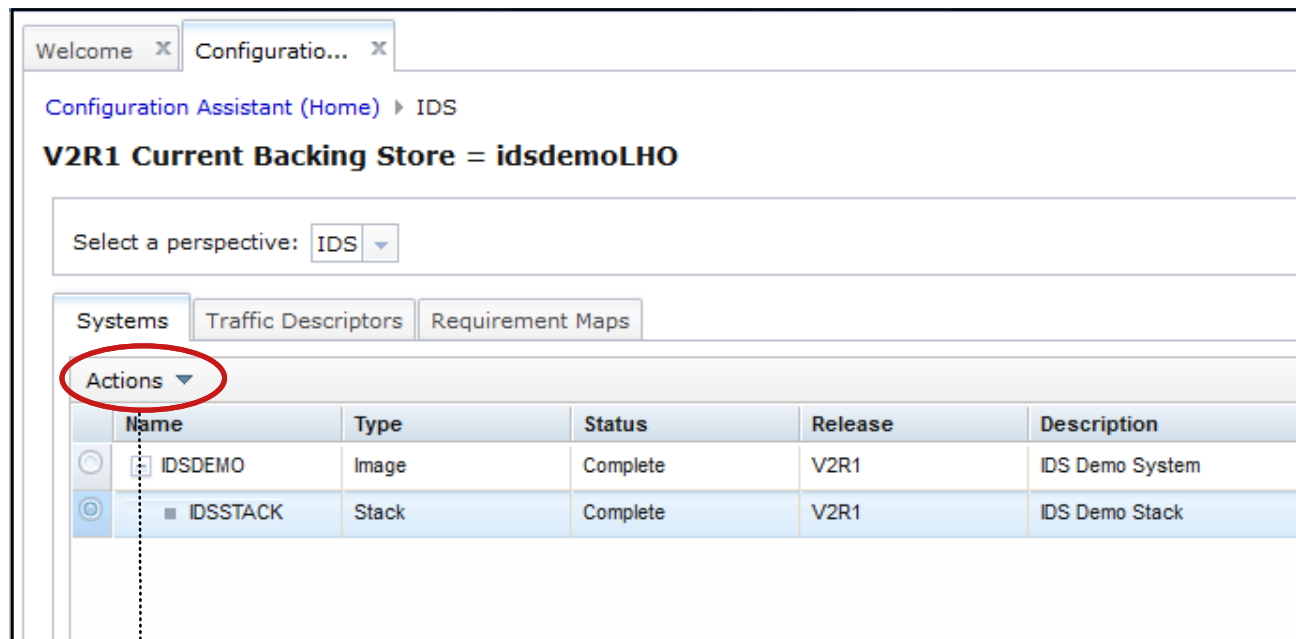 Welcome x Configuratio... x
Configuration Assistant (Home) IDS
V2R1 Current Backing Store = idsdemoLHO
Select a perspective: IDS
Systems Traffic Descriptors Requirement Maps
Actions
Name Type Status Release Description
IDSDEMO Image Complete V2R1 IDS Demo System
IDSSTACK Stack Complete V2R1 IDS Demo Stack